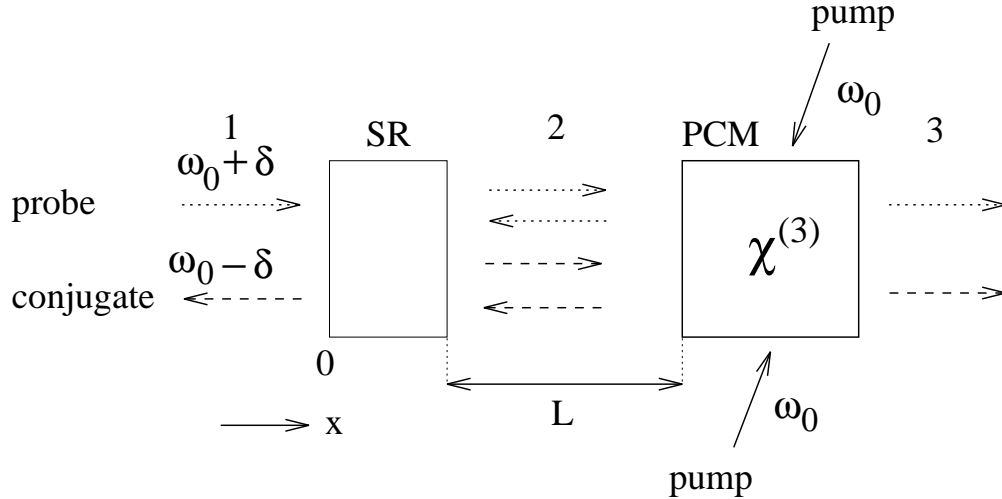 pump
ω₀
1
SR
2
PCM
3
ω₀ + δ
probe
χ⁽³⁾
ω₀ − δ
conjugate
0
L
ω₀
x
pump